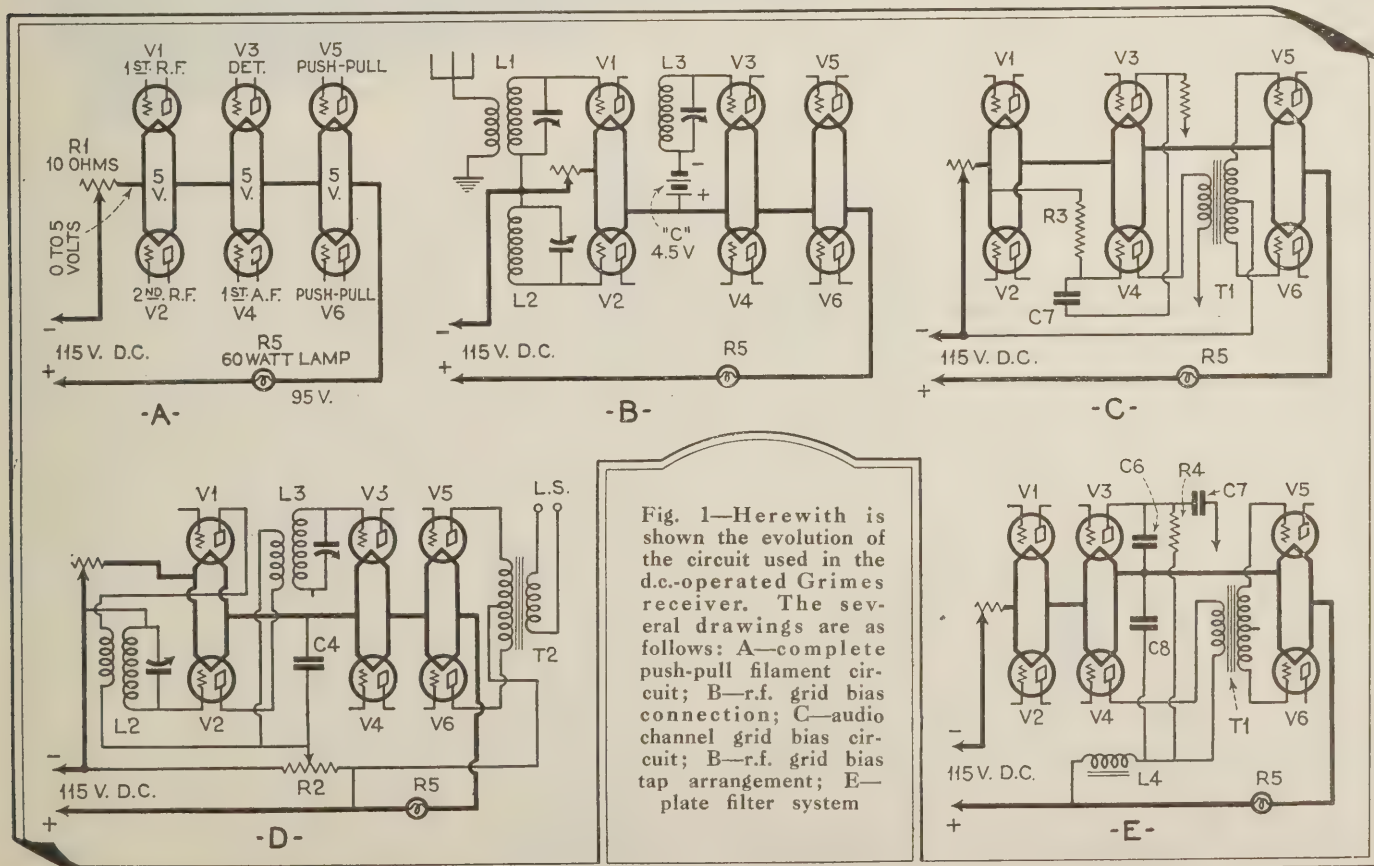 V1
1ST. R.F.
V3
DET.
V5
PUSH-PULL
R1
10 OHMS
5
V.
5
V.
5
V.
0 TO 5
VOLTS
2ND. R.F.
V2
1ST. A.F.
V4
PUSH-PULL
V6
-
115 V. D.C.
+
R5
60 WATT LAMP
95 V.
-A-
L1
V1
L3
V3
V5
-
+
"C"
4.5 V
L2
V2
V4
V6
-
115 V. D.C.
+
R5
-B-
V1
V3
V5
R3
V2
V4
C7
T1
V6
-
115 V. D.C.
+
R5
-C-
V1
L3
V3
V5
L.S.
C4
T2
L2
V2
V4
V6
-
115 V. D.C.
+
R2
R5
-D-
Fig. 1—Herewith is
shown the evolution of
the circuit used in the
d.c.-operated Grimes
receiver. The sev-
eral drawings are as
follows: A—complete
push-pull filament cir-
cuit; B—r.f. grid bias
connection; C—audio
channel grid bias cir-
cuit; B—r.f. grid bias
tap arrangement; E—
plate filter system
V1
V3
C6
R4
C7
V5
C8
V2
V4
T1
V6
-
115 V. D.C.
+
L4
R5
-E-